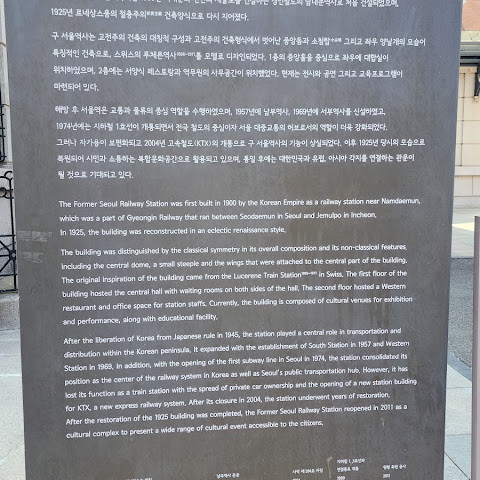 1925년 르네상스풍의 절충주의 건축양식으로 다시 지어졌다.
구 서울역사는 고전주의 건축의 대칭적 구성과 고전주의 건축형식에서 벗어난 중앙돔과 소첨탑 그리고 좌우 양날개의 모습이
특징적인 건축으로, 스위스의 루체른역사를 모델로 디자인되었다. 1층의 중앙홀을 중심으로 좌우에 대합실이
위치하였으며, 2층에는 서양식 레스토랑과 역무원의 사무공간이 위치했었다. 현재는 전시와 공연 그리고 교육프로그램이
마련되어 있다.
해방 후 서울역은 교통과 물류의 중심 역할을 수행하였으며, 1957년에 남부역사, 1969년에 서부역사를 신설하였고,
1974년에는 지하철 1호선이 개통되면서 전국 철도의 중심이자 서울 대중교통의 허브로서의 역할이 더욱 강화되었다.
그러나 자가용이 보편화되고 2004년 고속철도(KTX)의 개통으로 구 서울역사의 기능이 상실되었다. 이후 1925년 당시의 모습으로
복원되어 시민과 소통하는 복합문화공간으로 활용되고 있으며, 통일 후에는 대한민국과 유럽, 아시아 각지를 연결하는 관문이
될 것으로 기대되고 있다.
The Former Seoul Railway Station was first built in 1900 by the Korean Empire as a railway station near Namdaemun,
which was a part of Gyeongin Railway that ran between Seodaemun in Seoul and Jemulpo in Incheon.
In 1925, the building was reconstructed in an eclectic renaissance style.
The building was distinguished by the classical symmetry in its overall composition and its non-classical features
including the central dome, a small steeple and the wings that were attached to the central part of the building.
The original inspiration of the building came from the Lucerene Train Station in Swiss. The first floor of the
building hosted the central hall with waiting rooms on both sides of the hall. The second floor hosted a Western
restaurant and office space for station staffs. Currently, the building is composed of cultural venues for exhibition
and performance, along with educational facility.
After the liberation of Korea from Japanese rule in 1945, the station played a central role in transportation and
distribution within the Korean peninsula. It expanded with the establishment of South Station in 1957 and Western
Station in 1969. In addition, with the opening of the first subway line in Seoul in 1974, the station consolidated its
position as the center of the railway system in Korea as well as Seoul's public transportation hub. However, it has
lost its function as a train station with the spread of private car ownership and the opening of a new station building
for KTX, a new express railway system. After its closure in 2004, the station underwent years of restoration.
After the restoration of the 1925 building was completed, the Former Seoul Railway Station reopened in 2011 as a
cultural complex to present a wide range of cultural event accessible to the citizens.